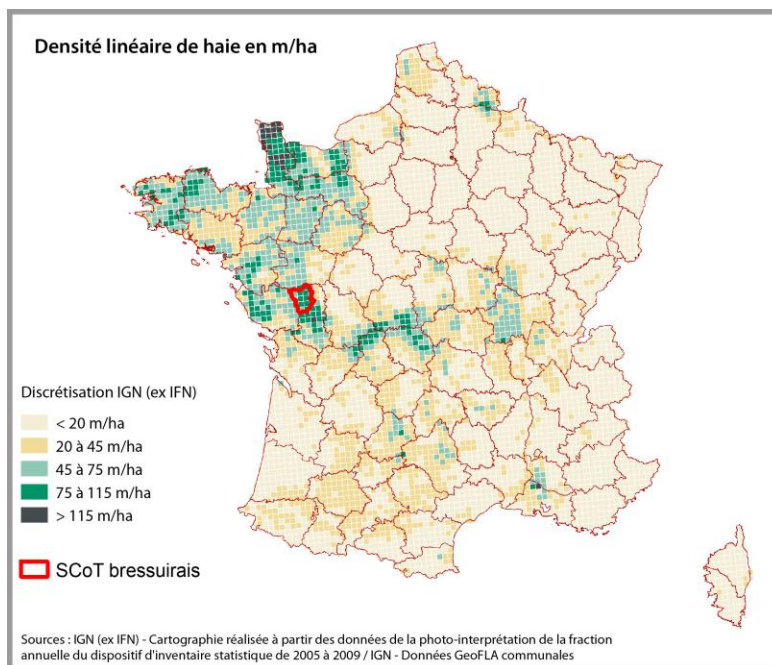 Densité linéaire de haie en m/ha
Discrétisation IGN (ex IFN)
< 20 m/ha
20 à 45 m/ha
45 à 75 m/ha
75 à 115 m/ha
> 115 m/ha
SCoT bressuirais
Sources : IGN (ex IFN) - Cartographie réalisée à partir des données de la photo-interprétation de la fraction
annuelle du dispositif d'inventaire statistique de 2005 à 2009 / IGN - Données GeoFLA communales